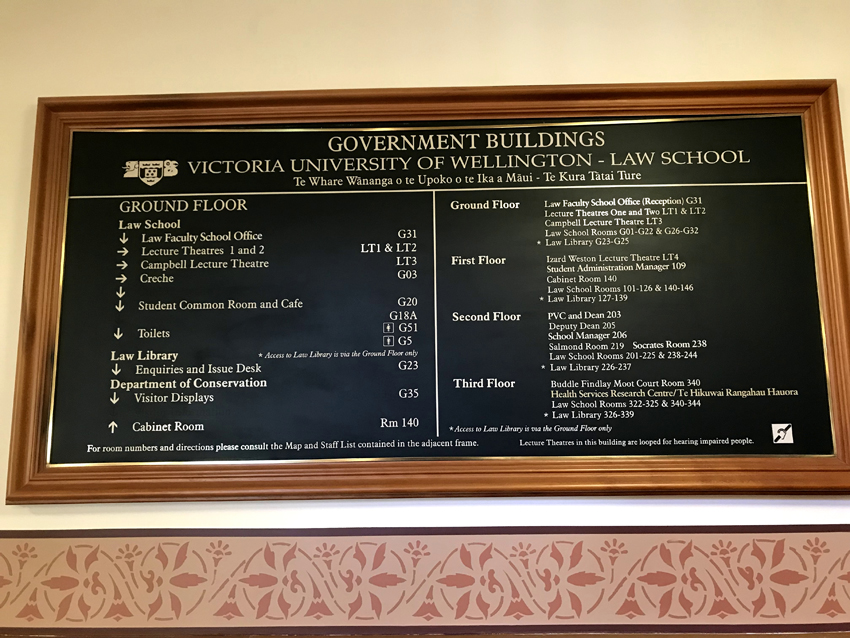 GOVERNMENT BUILDINGS
VICTORIA UNIVERSITY OF WELLINGTON - LAW SCHOOL
Te Whare Wānanga o te Upoko o te Ika a Māui - Te Kura Tātai Ture
GROUND FLOOR
Law School
↓ Law Faculty School Office G31
→ Lecture Theatres 1 and 2 LT1 & LT2
→ Campbell Lecture Theatre LT3
→ Creche G03
↓
↓ Student Common Room and Cafe G20
G18A
↓ Toilets G51
G5
Law Library * Access to Law Library is via the Ground Floor only
↓ Enquiries and Issue Desk G23
Department of Conservation
↓ Visitor Displays G35
↑ Cabinet Room Rm 140
Ground Floor Law Faculty School Office (Reception) G31
Lecture Theatres One and Two LT1 & LT2
Campbell Lecture Theatre LT3
Law School Rooms G01-G22 & G26-G32
* Law Library G23-G25
First Floor Izard Weston Lecture Theatre LT4
Student Administration Manager 109
Cabinet Room 140
Law School Rooms 101-126 & 140-146
* Law Library 127-139
Second Floor PVC and Dean 203
Deputy Dean 205
School Manager 206
Salmond Room 219 Socrates Room 238
Law School Rooms 201-225 & 238-244
* Law Library 226-237
Third Floor Buddle Findlay Moot Court Room 340
Health Services Research Centre/Te Hikuwai Rangahau Hauora
Law School Rooms 322-325 & 340-344
* Law Library 326-339
* Access to Law Library is via the Ground Floor only
For room numbers and directions please consult the Map and Staff List contained in the adjacent frame.
Lecture Theatres in this building are looped for hearing impaired people.